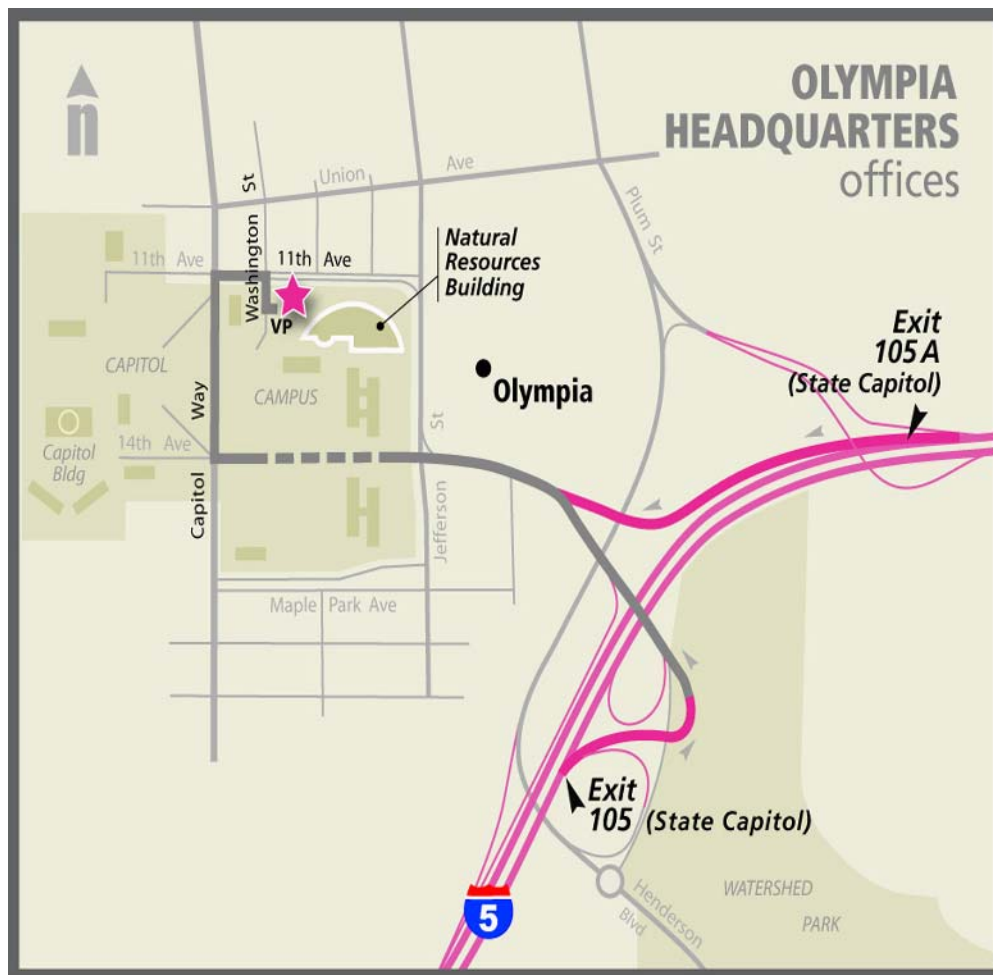 OLYMPIA
HEADQUARTERS
offices
n
Union Ave
Washington St
Plum St
11th Ave
11th Ave
Natural
Resources
Building
VP
Exit
105 A
(State Capitol)
CAPITOL
CAMPUS
Olympia
Capitol Way
14th Ave
Capitol
Bldg
Jefferson St
Maple Park Ave
Exit
105 (State Capitol)
5
Henderson
Blvd
WATERSHED
PARK